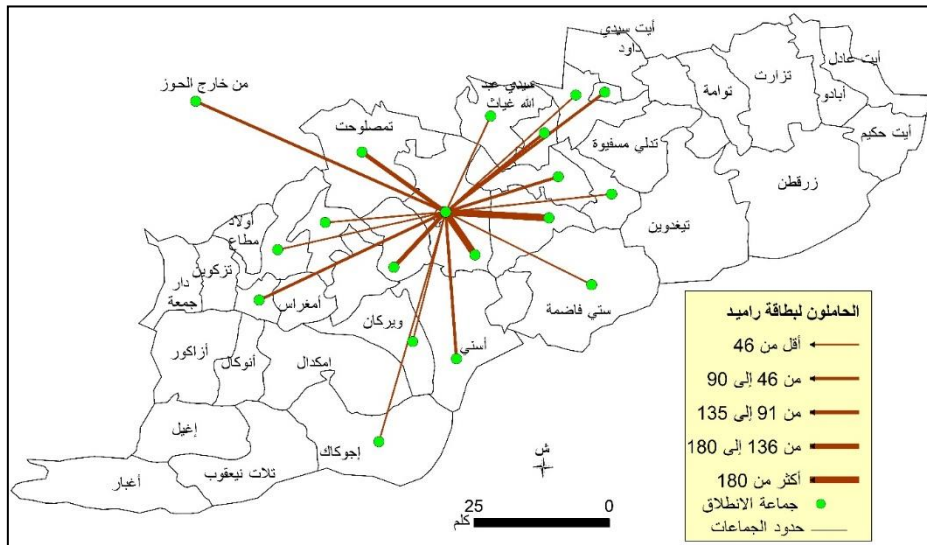 أيت سيدي
داود
أيت عادل
من خارج الحوز
سيدي عبد
الله غياث
توامة
تزارت
أبادو
تمصلوحت
تدلي مسفيوة
أيت حكيم
زرقطن
اولاد
مطاع
تيغدوين
تزكوين
دار
جمعة
أمغراس
ستي فاضمة
ويركان
أسني
أزاكور
أنوكال
امكدال
إغيل
إجوكاك
أغبار
تلات نيعقوب
ش
25
0
كلم
الحاملون لبطاقة راميد
أقل من 46
من 46 إلى 90
من 91 إلى 135
من 136 إلى 180
أكثر من 180
جماعة الانطلاق
حدود الجماعات